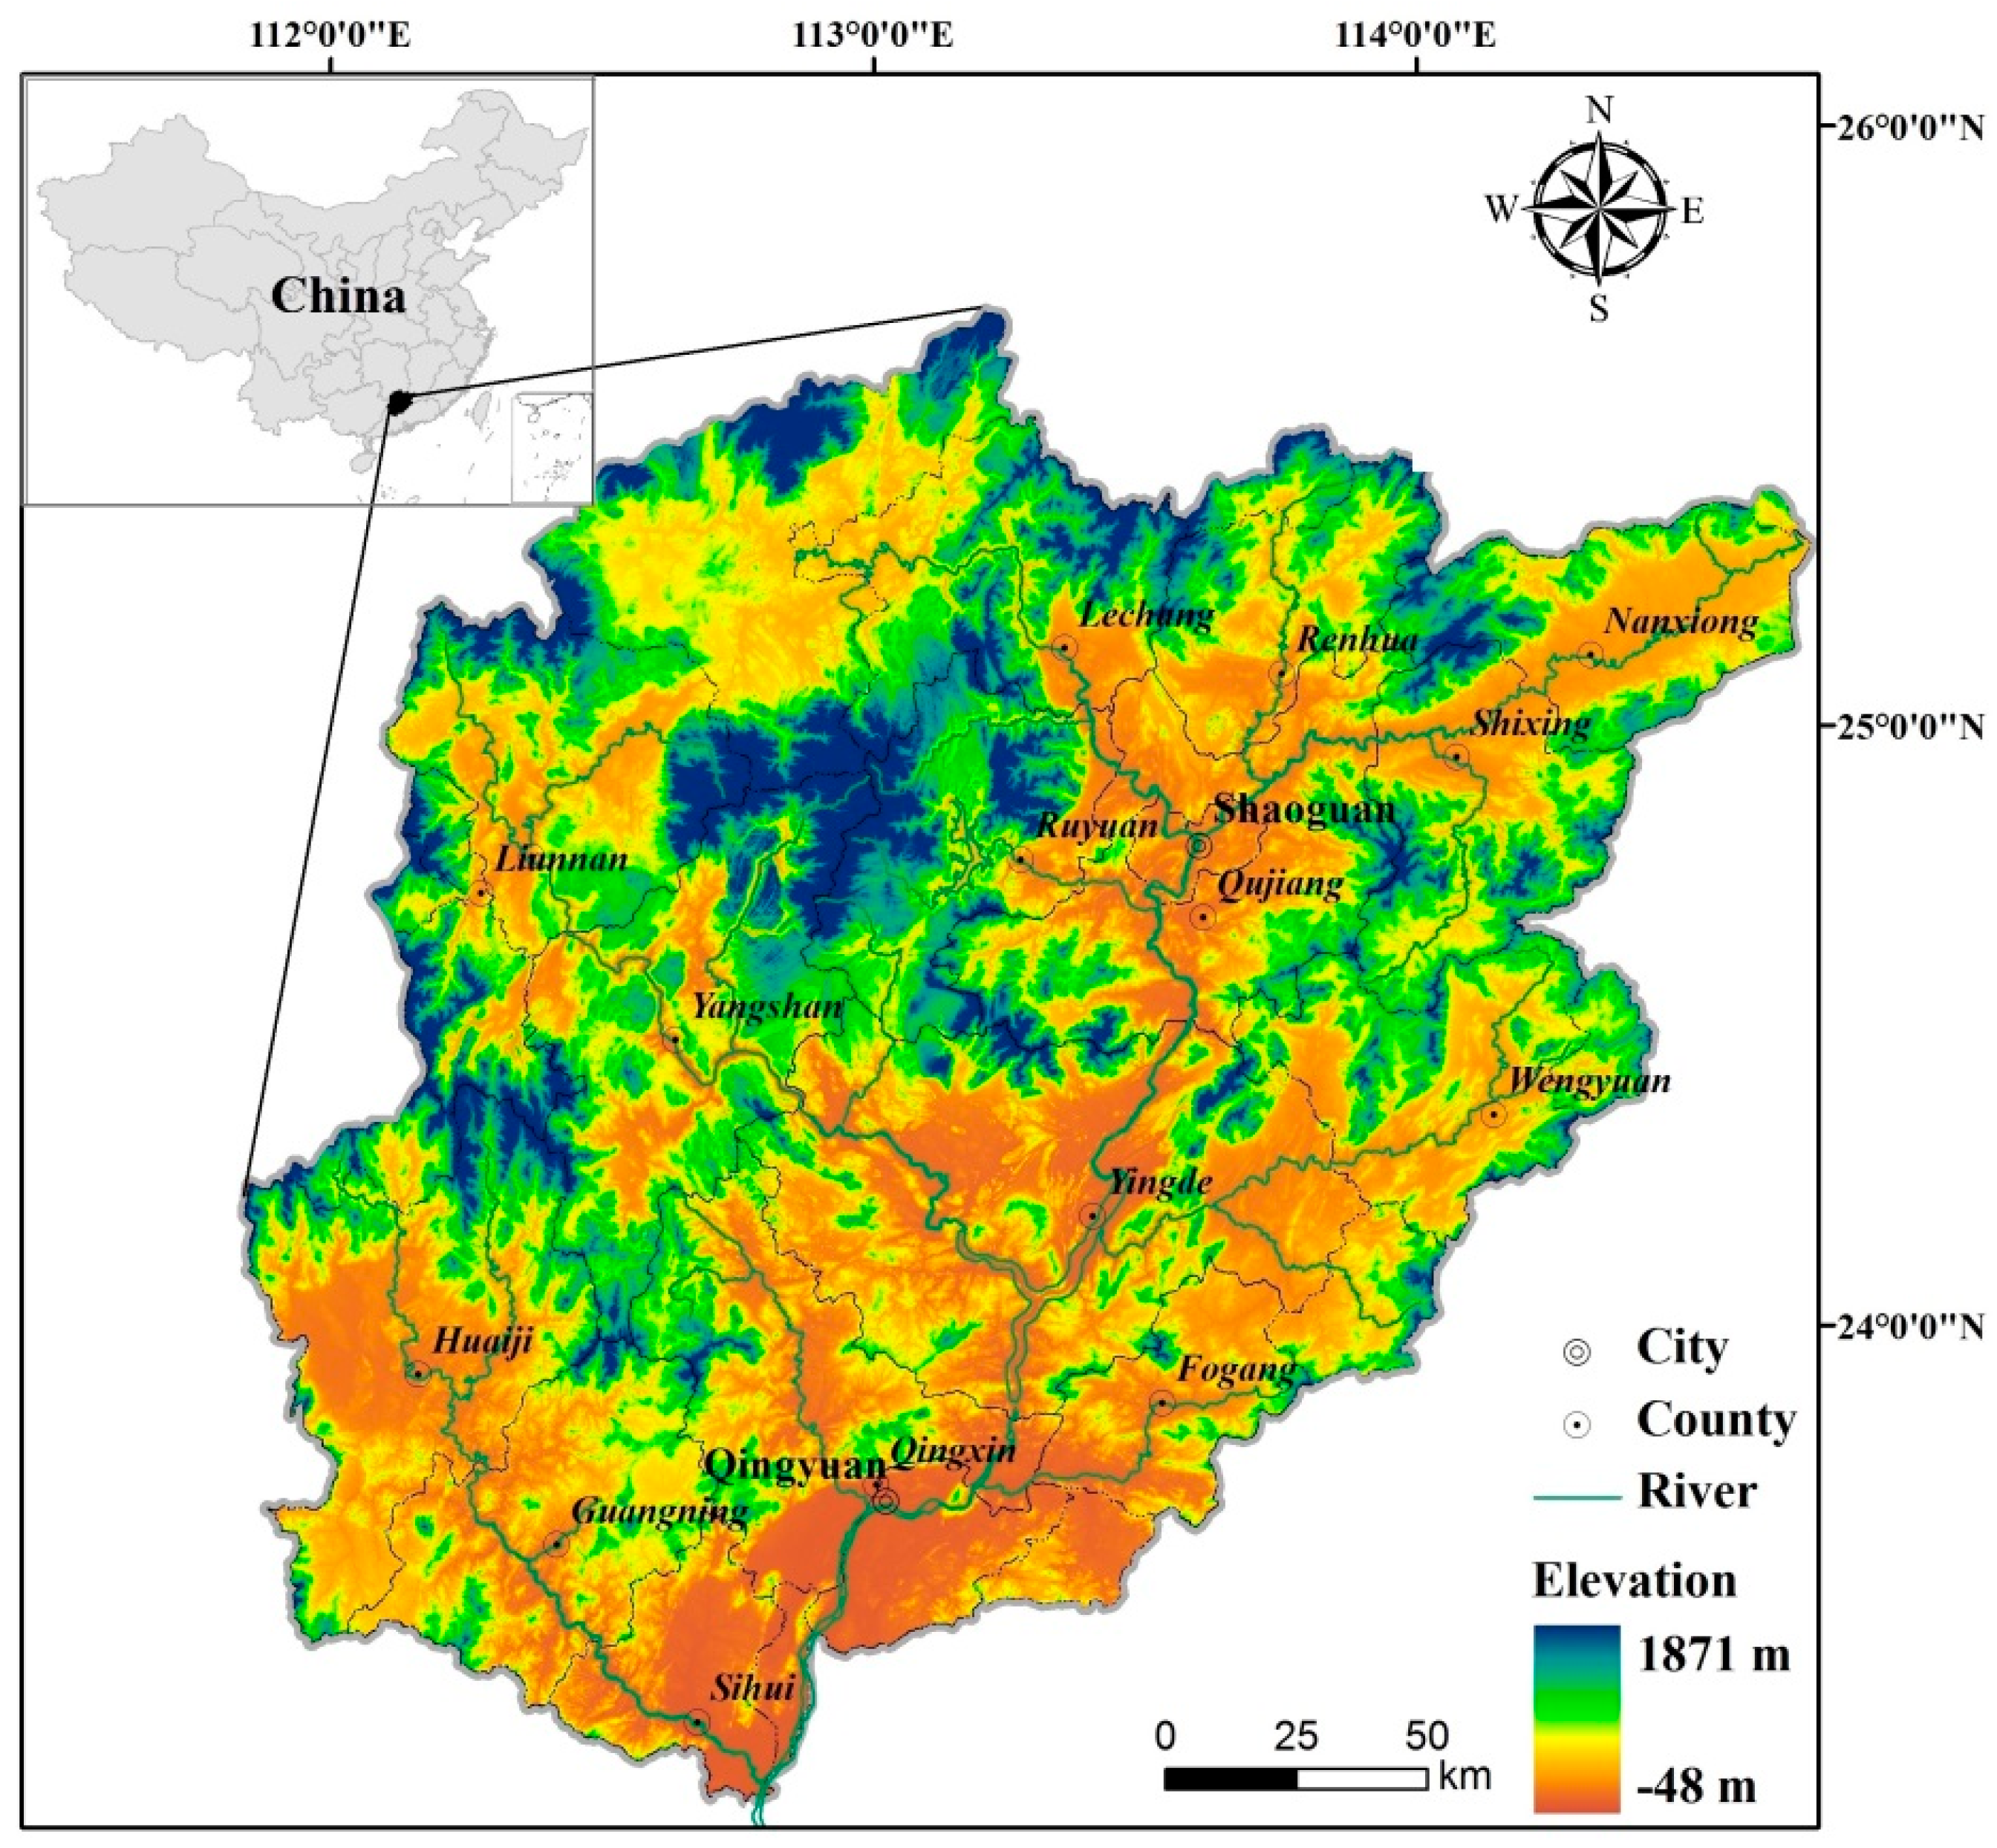 112°0'0"E
113°0'0"E
114°0'0"E
26°0'0"N
N
W
E
S
China
Lechang
Renhua
Nanxiong
Shixing
25°0'0"N
Shaoguan
Ruyuan
Liannan
Qujiang
Yangshan
Wengyuan
Yingde
24°0'0"N
Huaiji
City
Fogang
County
Qingxin
Qingyuan
River
Guangning
Elevation
1871 m
Sihui
0
25
50
km
-48 m